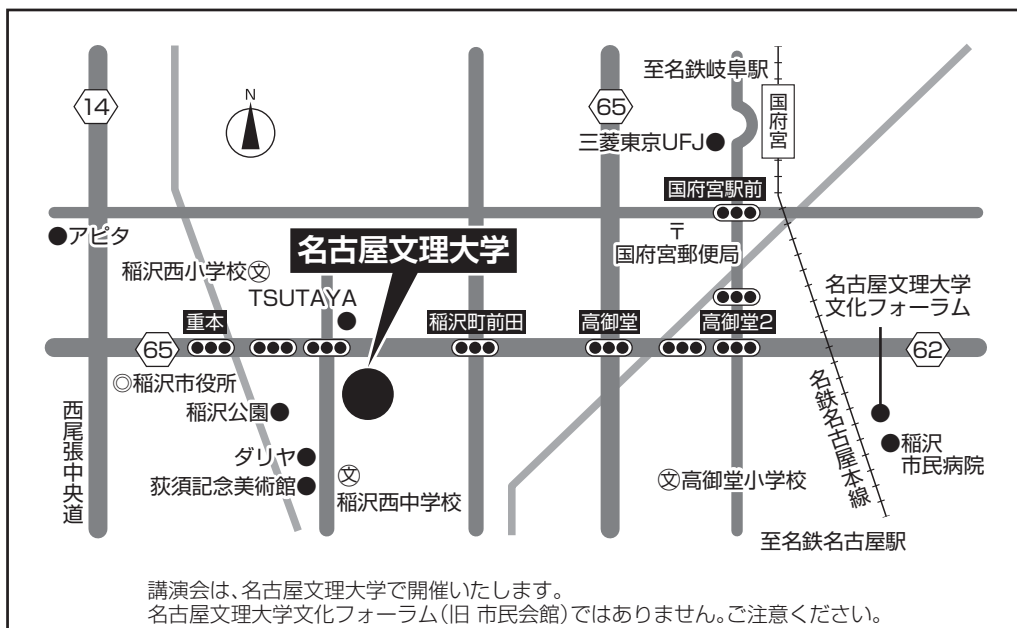 至名鉄岐阜駅
国府宮
14
N
65
三菱東京UFJ
国府宮駅前
〒
国府宮郵便局
アピタ
名古屋文理大学
稲沢西小学校
文
TSUTAYA
名古屋文理大学
文化フォーラム
重本
稲沢町前田
高御堂
高御堂2
65
62
◎稲沢市役所
稲沢公園
西尾張中央道
ダリヤ
荻須記念美術館
文
稲沢西中学校
文
高御堂小学校
名鉄名古屋本線
稲沢
市民病院
至名鉄名古屋駅
講演会は、名古屋文理大学で開催いたします。
名古屋文理大学文化フォーラム(旧 市民会館)ではありません。ご注意ください。